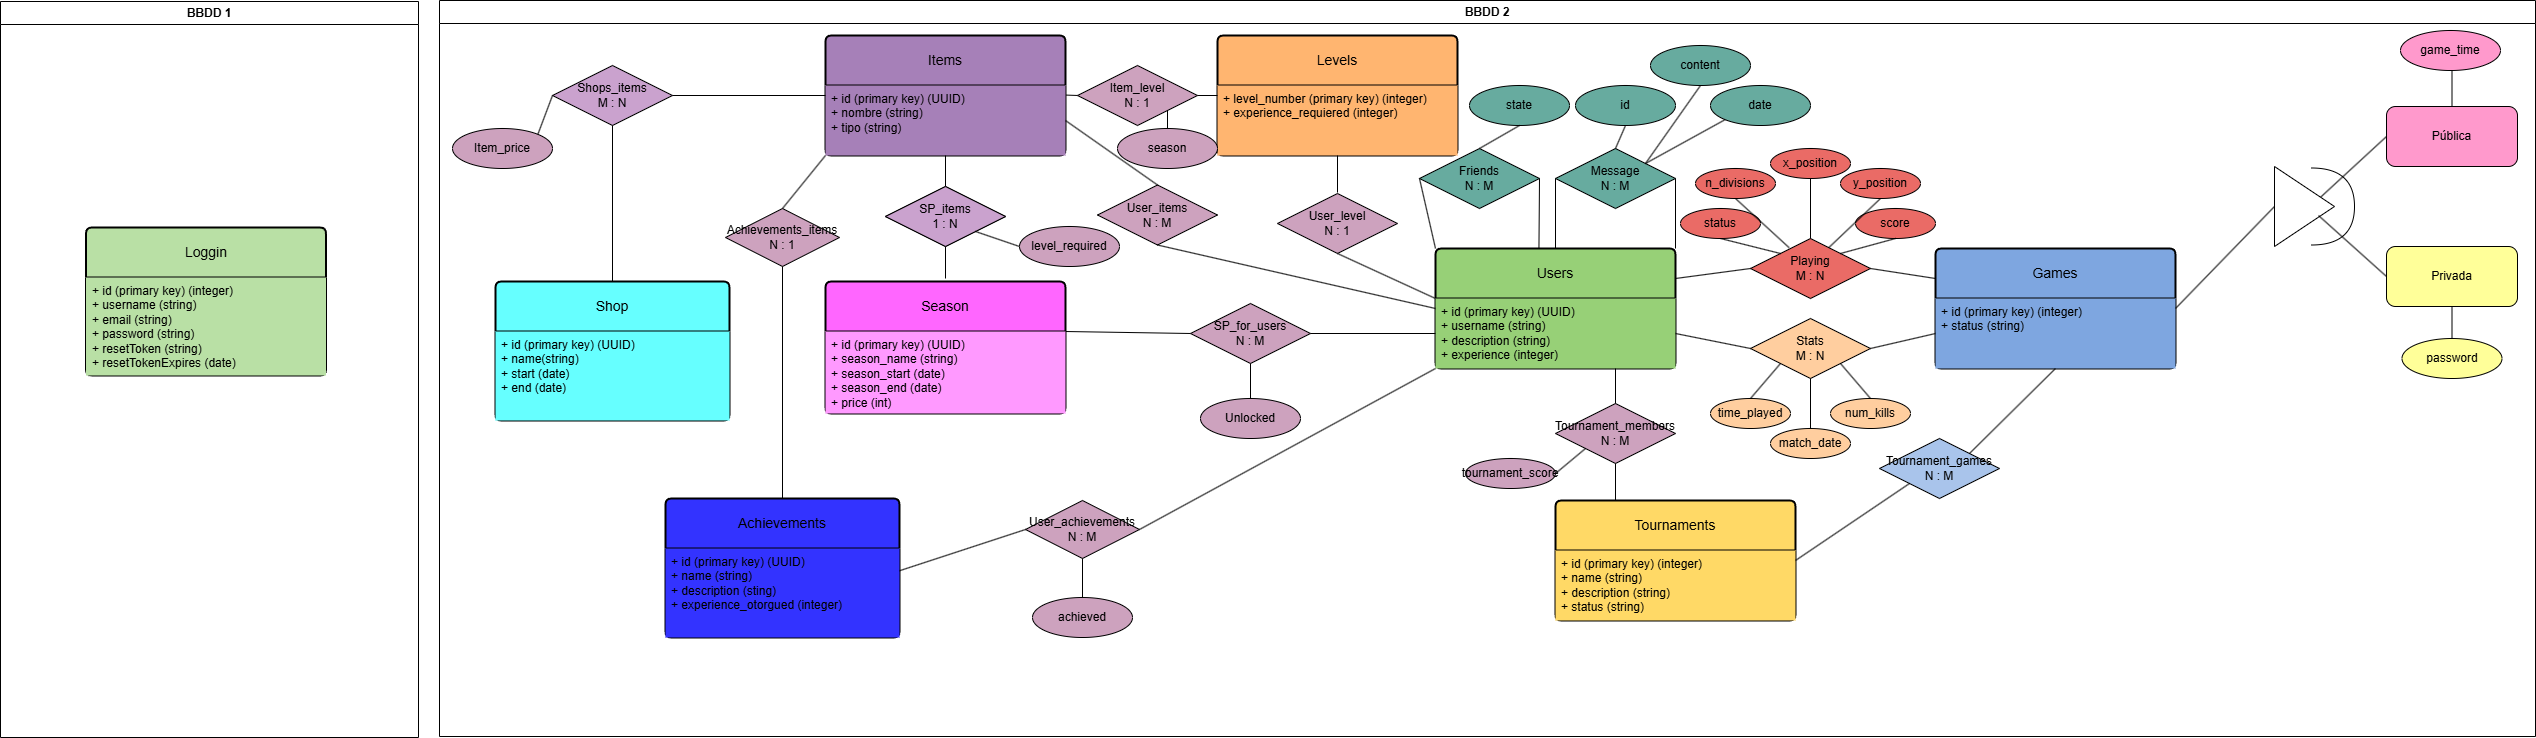 BBDD 1
Loggin
+ id (primary key) (integer)
+ username (string)
+ email (string)
+ password (string)
+ resetToken (string)
+ resetTokenExpires (date)
BBDD 2
Shops_items
M : N
Item_price
Items
+ id (primary key) (UUID)
+ nombre (string)
+ tipo (string)
Item_level
N : 1
season
Levels
+ level_number (primary key) (integer)
+ experience_requiered (integer)
Achievements_items
N : 1
SP_items
1 : N
level_required
User_items
N : M
User_level
N : 1
state
id
content
date
Friends
N : M
Message
N : M
n_divisions
x_position
y_position
status
score
Playing
M : N
game_time
Pública
Privada
password
Shop
+ id (primary key) (UUID)
+ name(string)
+ start (date)
+ end (date)
Season
+ id (primary key) (UUID)
+ season_name (string)
+ season_start (date)
+ season_end (date)
+ price (int)
SP_for_users
N : M
Unlocked
Users
+ id (primary key) (UUID)
+ username (string)
+ description (string)
+ experience (integer)
Stats
M : N
time_played
match_date
num_kills
Games
+ id (primary key) (integer)
+ status (string)
Tournament_members
N : M
tournament_score
Tournament_games
N : M
Achievements
+ id (primary key) (UUID)
+ name (string)
+ description (sting)
+ experience_otorgued (integer)
User_achievements
N : M
achieved
Tournaments
+ id (primary key) (integer)
+ name (string)
+ description (string)
+ status (string)